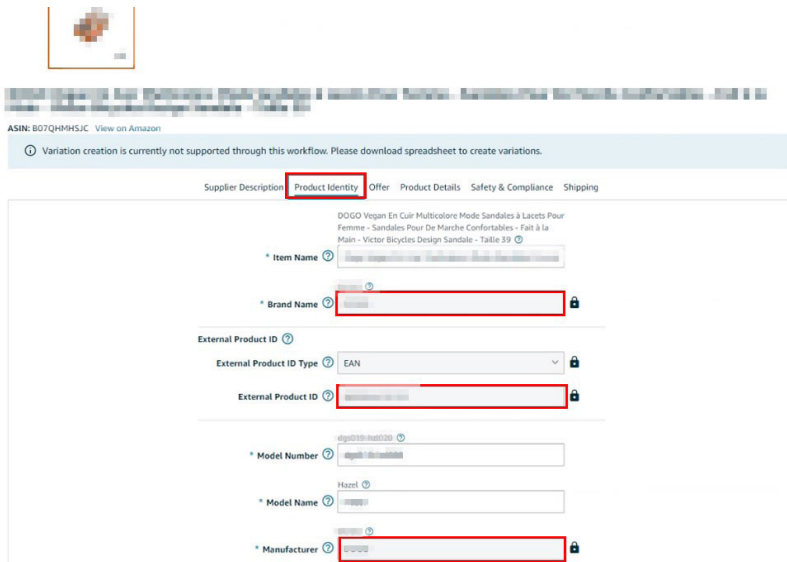 ASIN: B07QHMHSJC View on Amazon
Variation creation is currently not supported through this workflow. Please download spreadsheet to create variations.
Supplier Description Product Identity Offer Product Details Safety & Compliance Shipping
DOGO Vegan En Cuir Multicolore Mode Sandales à Lacets Pour
Femme - Sandales Pour De Marche Confortables - Fait à la
Main - Victor Bicycles Design Sandale - Taille 39
* Item Name
* Brand Name
External Product ID
External Product ID Type EAN
External Product ID
* Model Number
Hazel
* Model Name
* Manufacturer